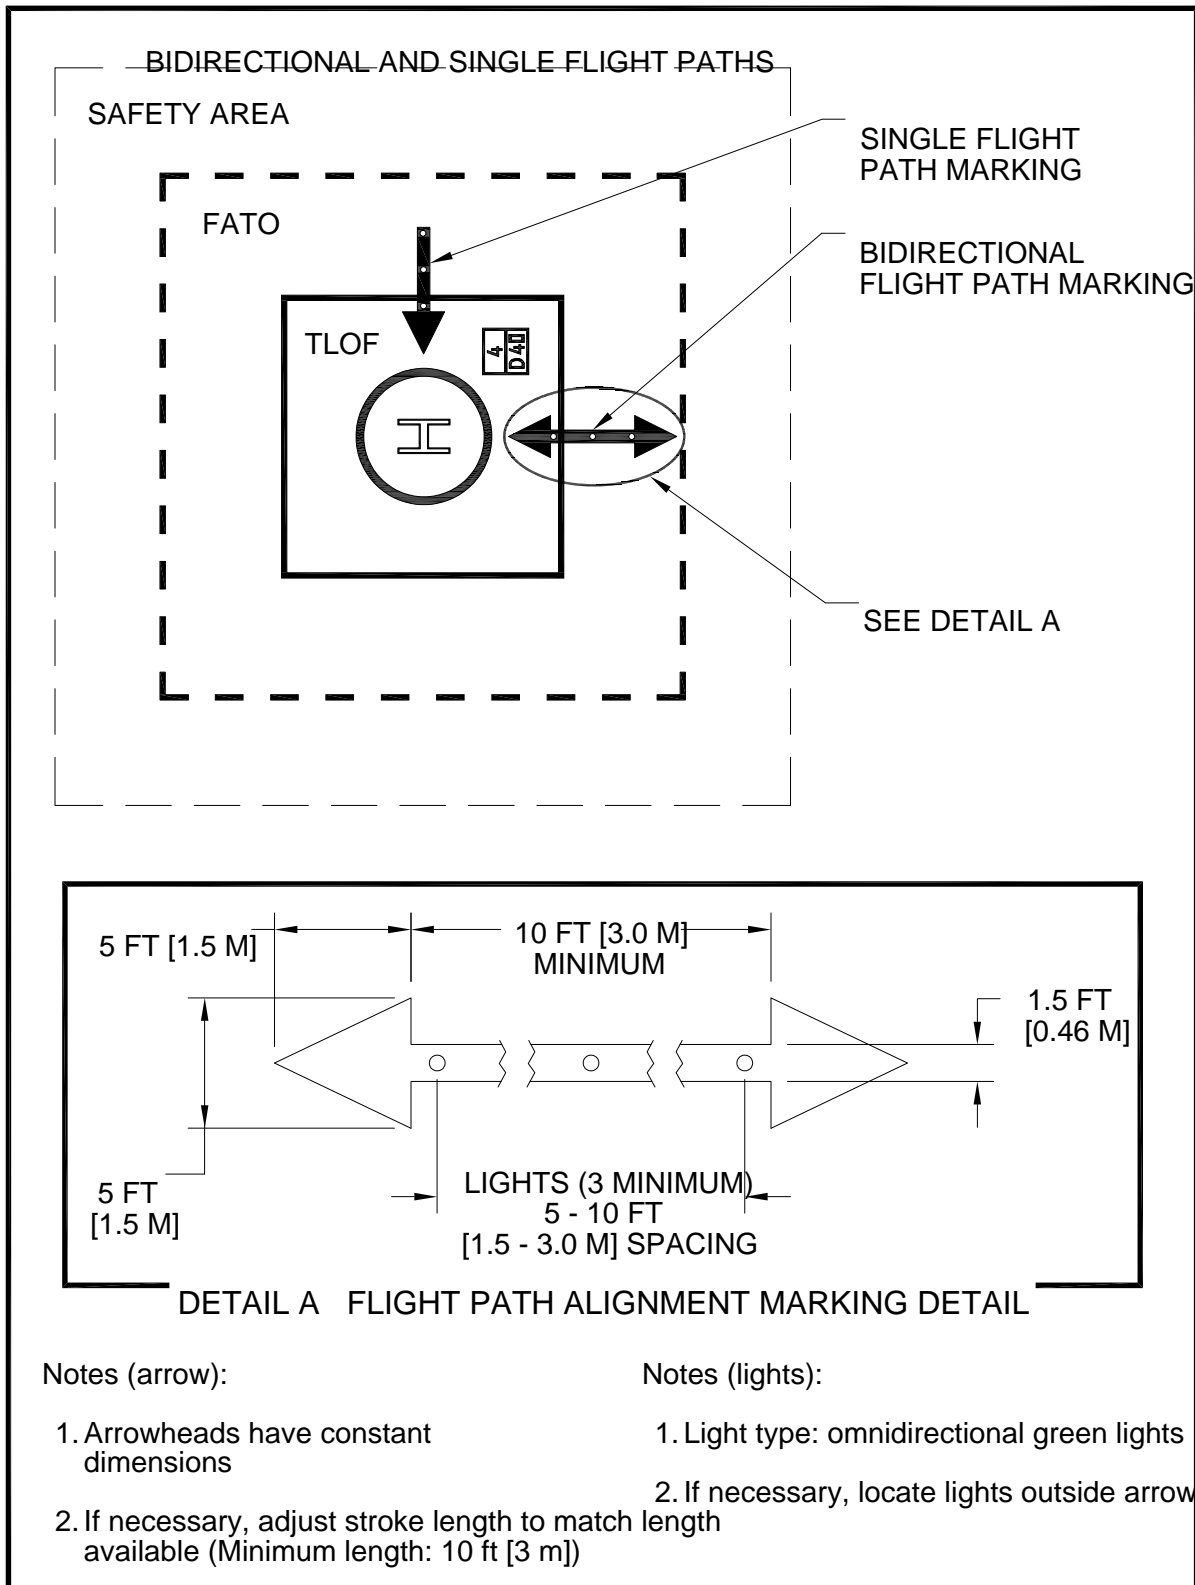 BIDIRECTIONAL AND SINGLE FLIGHT PATHS
SAFETY AREA
SINGLE FLIGHT
PATH MARKING
FATO
BIDIRECTIONAL
FLIGHT PATH MARKING
TLOF
4
D40
H
SEE DETAIL A
5 FT [1.5 M]
10 FT [3.0 M]
MINIMUM
1.5 FT
[0.46 M]
5 FT
[1.5 M]
LIGHTS (3 MINIMUM)
5 - 10 FT
[1.5 - 3.0 M] SPACING
DETAIL A FLIGHT PATH ALIGNMENT MARKING DETAIL
Notes (arrow):
1. Arrowheads have constant
dimensions
2. If necessary, adjust stroke length to match length
available (Minimum length: 10 ft [3 m])
Notes (lights):
1. Light type: omnidirectional green lights
2. If necessary, locate lights outside arrow